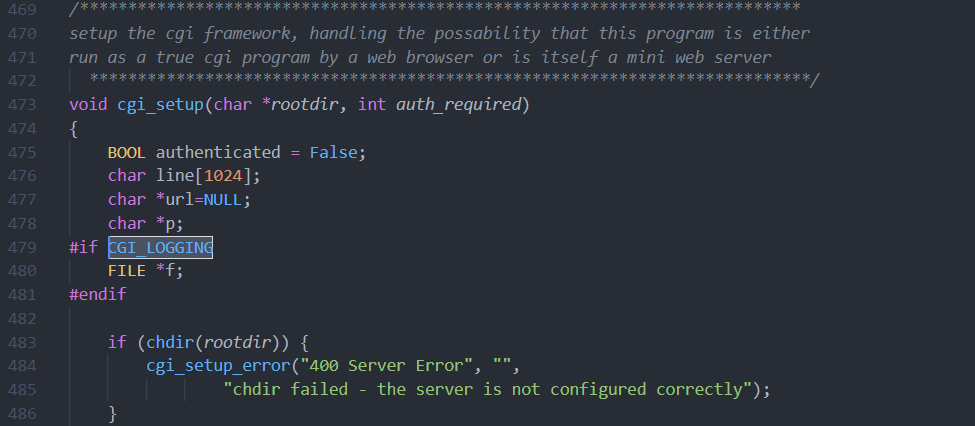 469 /***************************************************************************
470 setup the cgi framework, handling the possability that this program is either
471 run as a true cgi program by a web browser or is itself a mini web server
472   ***************************************************************************/
473 void cgi_setup(char *rootdir, int auth_required)
474 {
475     BOOL authenticated = False;
476     char line[1024];
477     char *url=NULL;
478     char *p;
479 #if CGI_LOGGING
480     FILE *f;
481 #endif
482
483     if (chdir(rootdir)) {
484         cgi_setup_error("400 Server Error", "",
485                 "chdir failed - the server is not configured correctly");
486     }